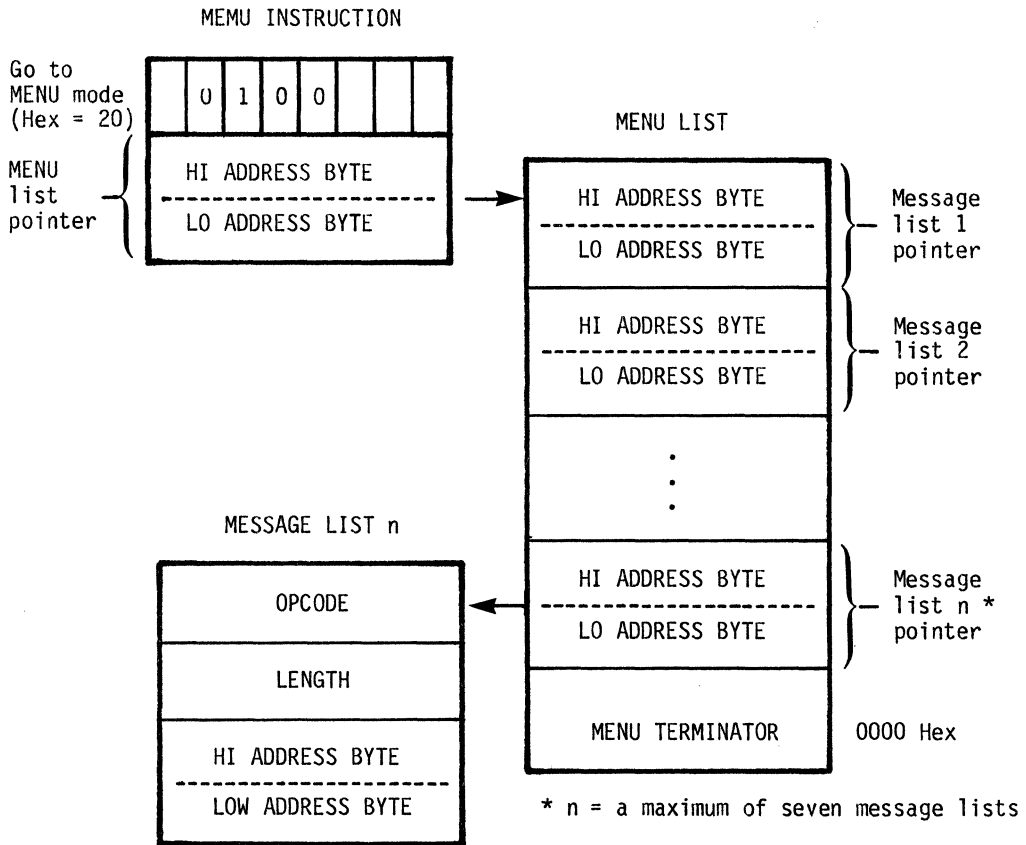 MEMU INSTRUCTION
Go to
MENU mode
(Hex = 20)
0 1 0 0
MENU
list
pointer
HI ADDRESS BYTE
LO ADDRESS BYTE
MENU LIST
HI ADDRESS BYTE
LO ADDRESS BYTE
Message
list 1
pointer
HI ADDRESS BYTE
LO ADDRESS BYTE
Message
list 2
pointer
MESSAGE LIST n
OPCODE
LENGTH
HI ADDRESS BYTE
LOW ADDRESS BYTE
HI ADDRESS BYTE
LO ADDRESS BYTE
Message
list n *
pointer
MENU TERMINATOR
0000 Hex
* n = a maximum of seven message lists